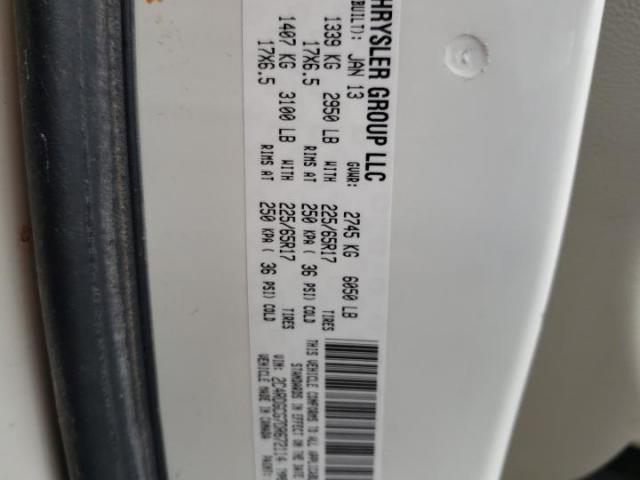 CHRYSLER GROUP LLC
BUILT): JAN 13 GVWR: 2745 KG 6050 LB
1339 KG 2950 LB WITH 225/65R17 TIRES
17X6.5 RIMS AT 250 KPA ( 36 PSI) COLD
1407 KG 3100 LB WITH 225/65R17 TIRES
17X6.5 RIMS AT 250 KPA ( 36 PSI) COLD
THIS VEHICLE CONFORMS TO ALL APPLICABL
STANDARDS IN EFFECT ON THE DATE
VIN:
VEHICLE MADE IN CANADA PAINT: